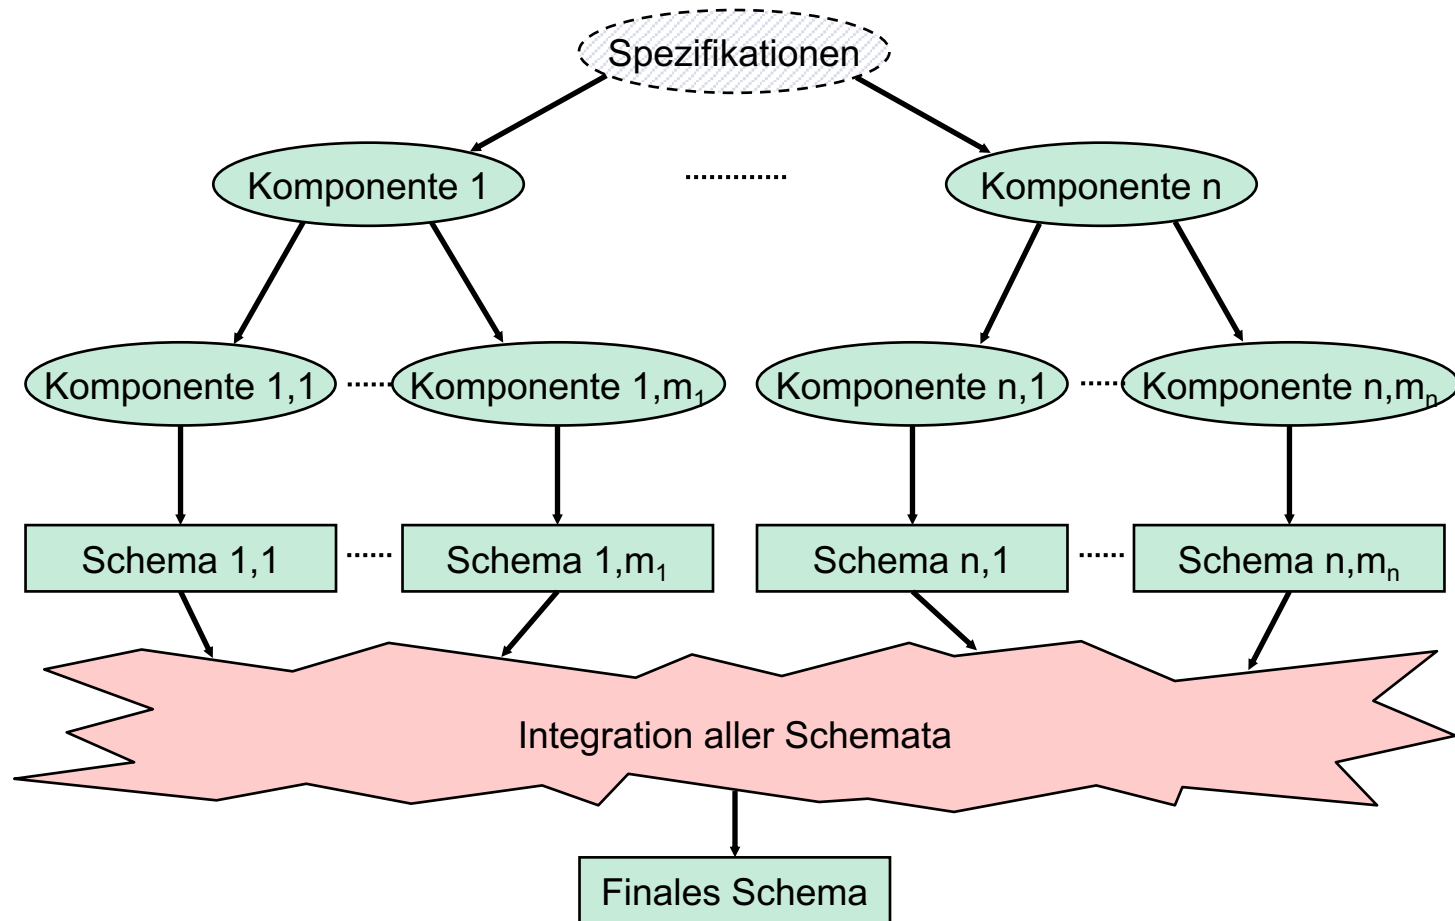 Spezifikationen
Komponente 1
Komponente n
Komponente 1,1
Komponente 1,m₁
Komponente n,1
Komponente n,mₙ
Schema 1,1
Schema 1,m₁
Schema n,1
Schema n,mₙ
Integration aller Schemata
Finales Schema